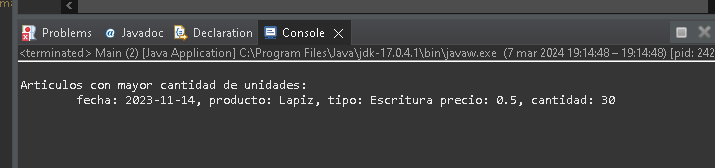 Problems @ Javadoc Declaration Console
<terminated> Main (2) [Java Application] C:\Program Files\Java\jdk-17.0.4.1\bin\javaw.exe (7 mar 2024 19:14:48 – 19:14:48) [pid: 242
Articulos con mayor cantidad de unidades:
fecha: 2023-11-14, producto: Lapiz, tipo: Escritura precio: 0.5, cantidad: 30